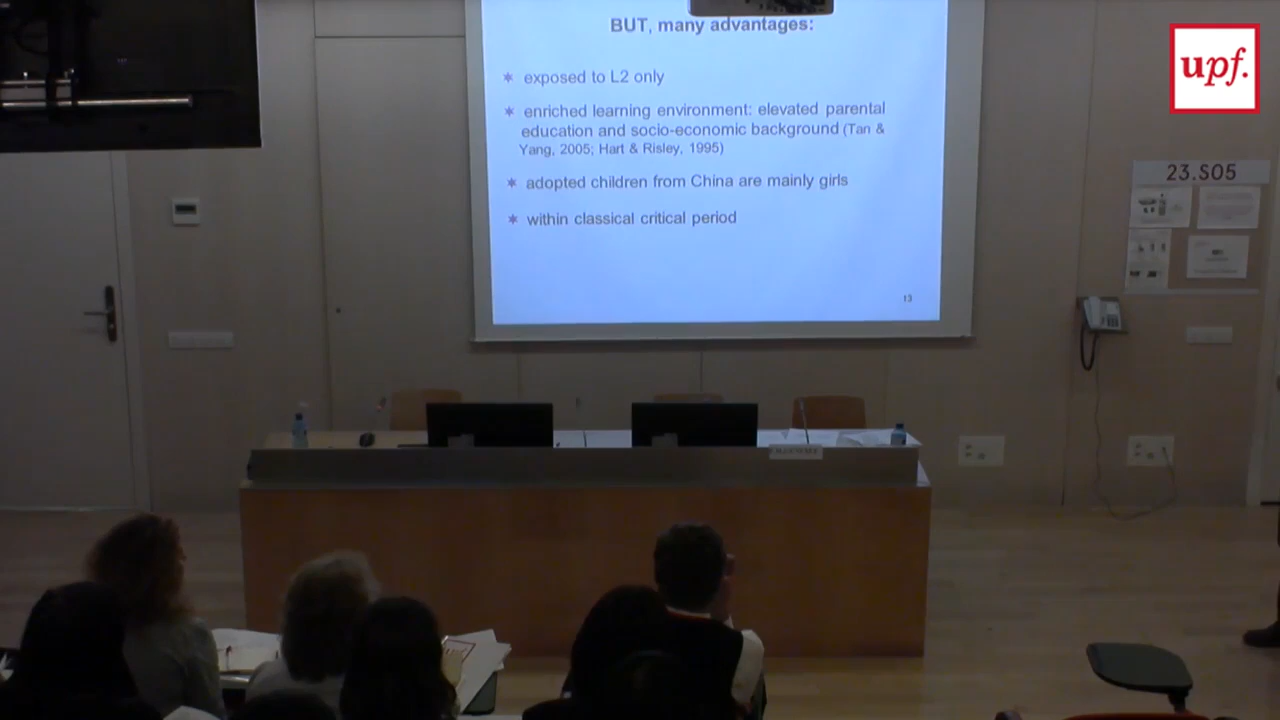 BUT, many advantages:
upf.
✶ exposed to L2 only
✶ enriched learning environment: elevated parental
education and socio-economic background (Tan &
Yang, 2005; Hart & Risley, 1995)
23.S05
✶ adopted children from China are mainly girls
✶ within classical critical period
13